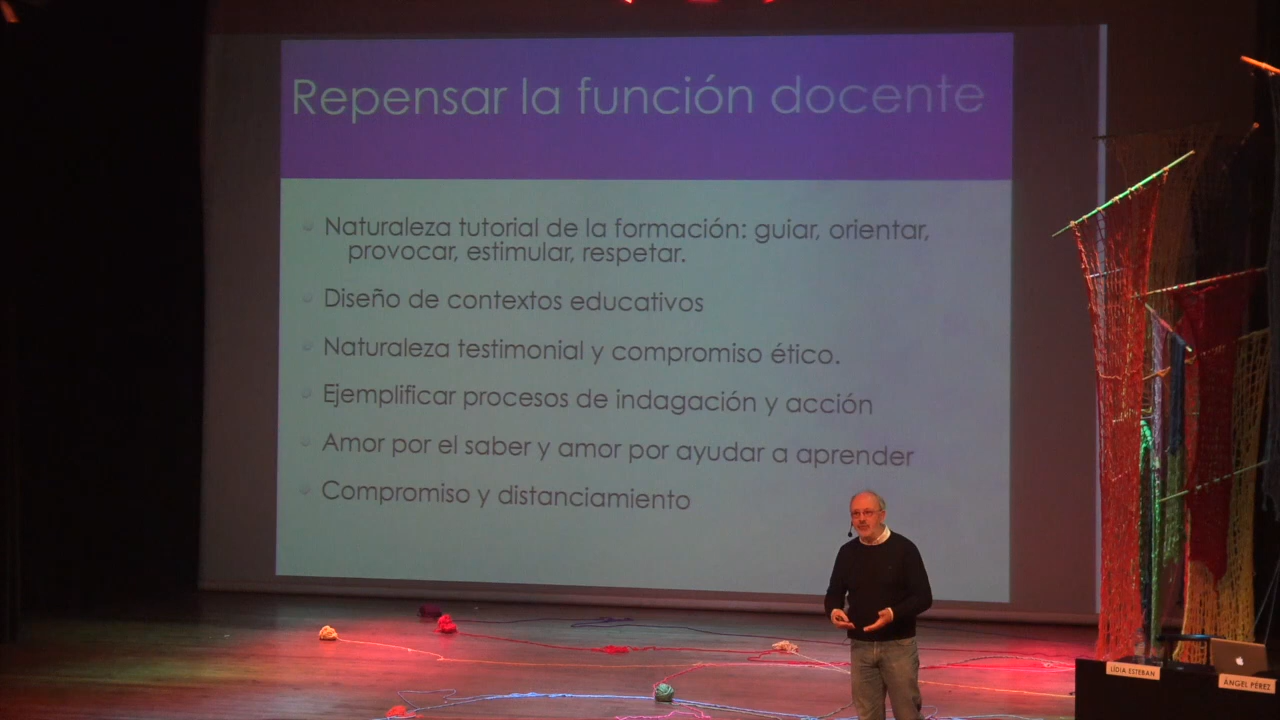 Repensar la función docente
Naturaleza tutorial de la formación: guiar, orientar,
provocar, estimular, respetar.
Diseño de contextos educativos
Naturaleza testimonial y compromiso ético.
Ejemplificar procesos de indagación y acción
Amor por el saber y amor por ayudar a aprender
Compromiso y distanciamiento
LÍDIA ESTEBAN
ÁNGEL PÉREZ